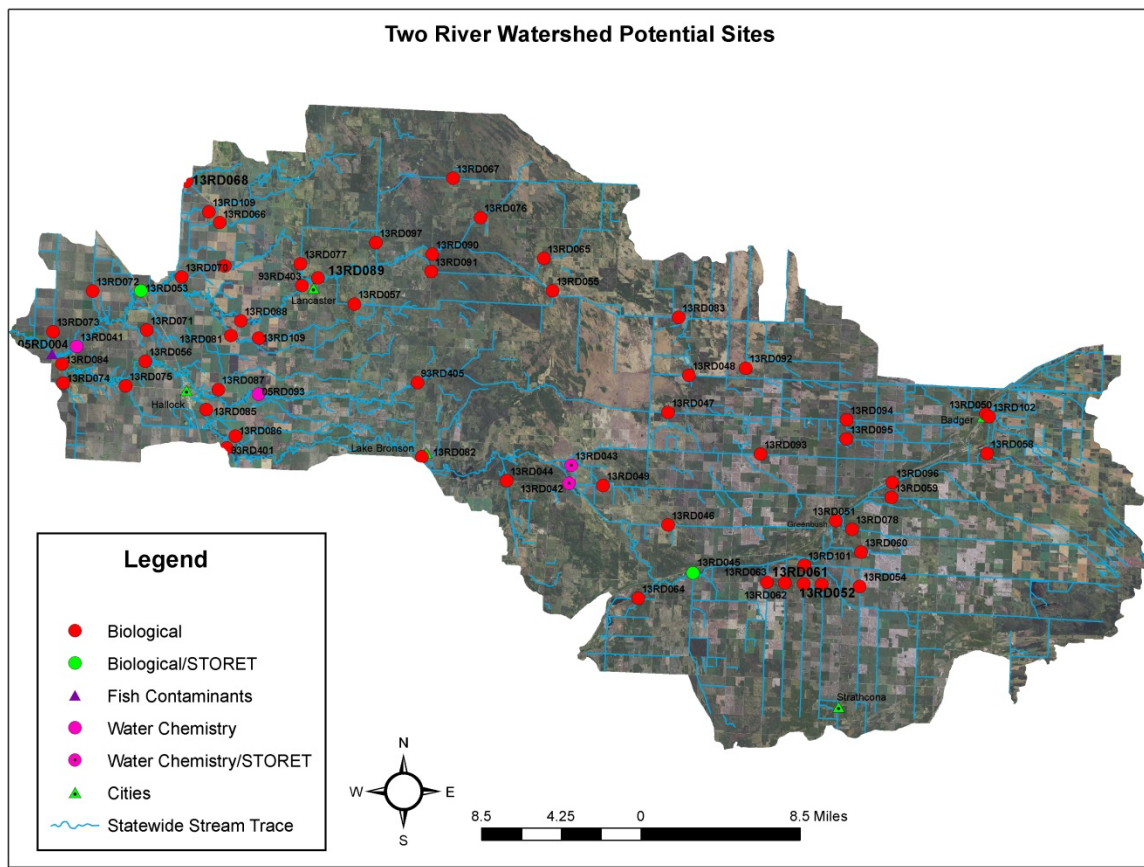 Two River Watershed Potential Sites
13RD067
13RD068
13RD109
13RD066
13RD076
13RD097
13RD090
13RD077
13RD065
13RD070
93RD403
13RD089
13RD091
13RD072
13RD053
Lancaster
13RD055
13RD057
13RD088
13RD083
13RD073
13RD041
13RD071
05RD004
13RD081
13RD109
13RD084
13RD056
13RD092
13RD048
13RD074
13RD075
13RD087
05RD093
93RD405
Hallock
13RD085
13RD047
13RD094
13RD050
13RD102
Badger
13RD086
13RD095
93RD401
Lake Bronson
13RD082
13RD093
13RD058
13RD043
13RD044
13RD042
13RD049
13RD096
13RD059
13RD046
13RD051
Greenbush
13RD078
13RD060
13RD045
13RD101
13RD063
13RD061
13RD054
13RD064
13RD062
13RD052
Strathcona
Legend
Biological
Biological/STORET
Fish Contaminants
Water Chemistry
Water Chemistry/STORET
Cities
Statewide Stream Trace
N
W
E
S
8.5
4.25
0
8.5 Miles